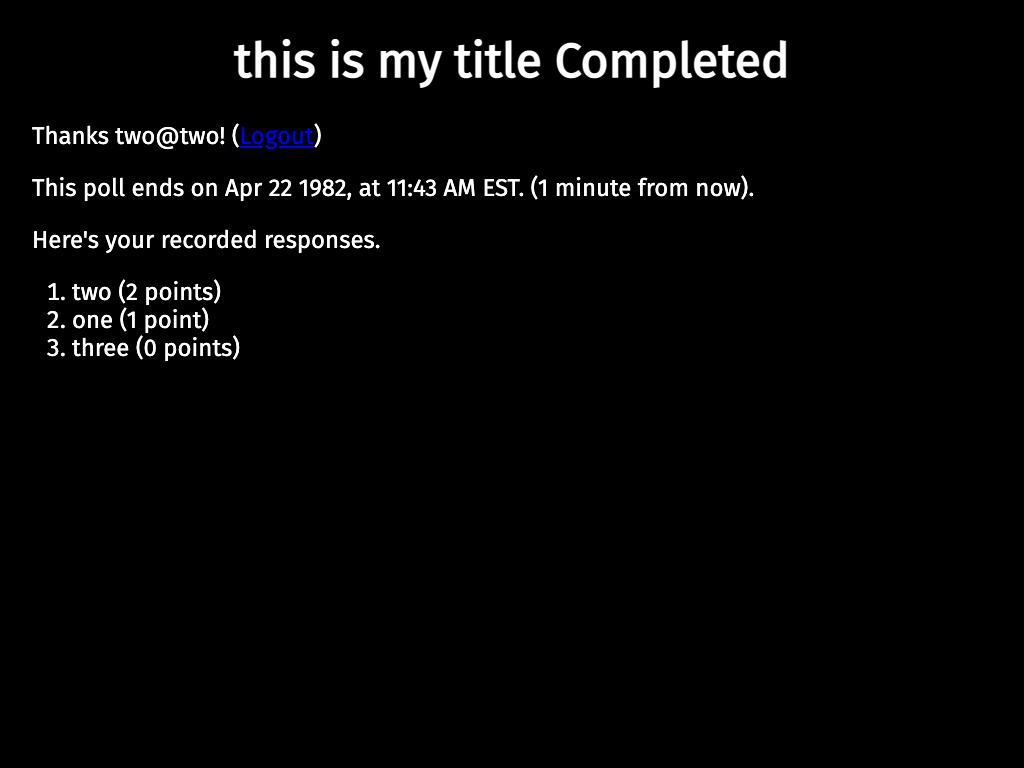 this is my title Completed
Thanks two@two! (Logout)
This poll ends on Apr 22 1982, at 11:43 AM EST. (1 minute from now).
Here's your recorded responses.
1. two (2 points)
2. one (1 point)
3. three (0 points)